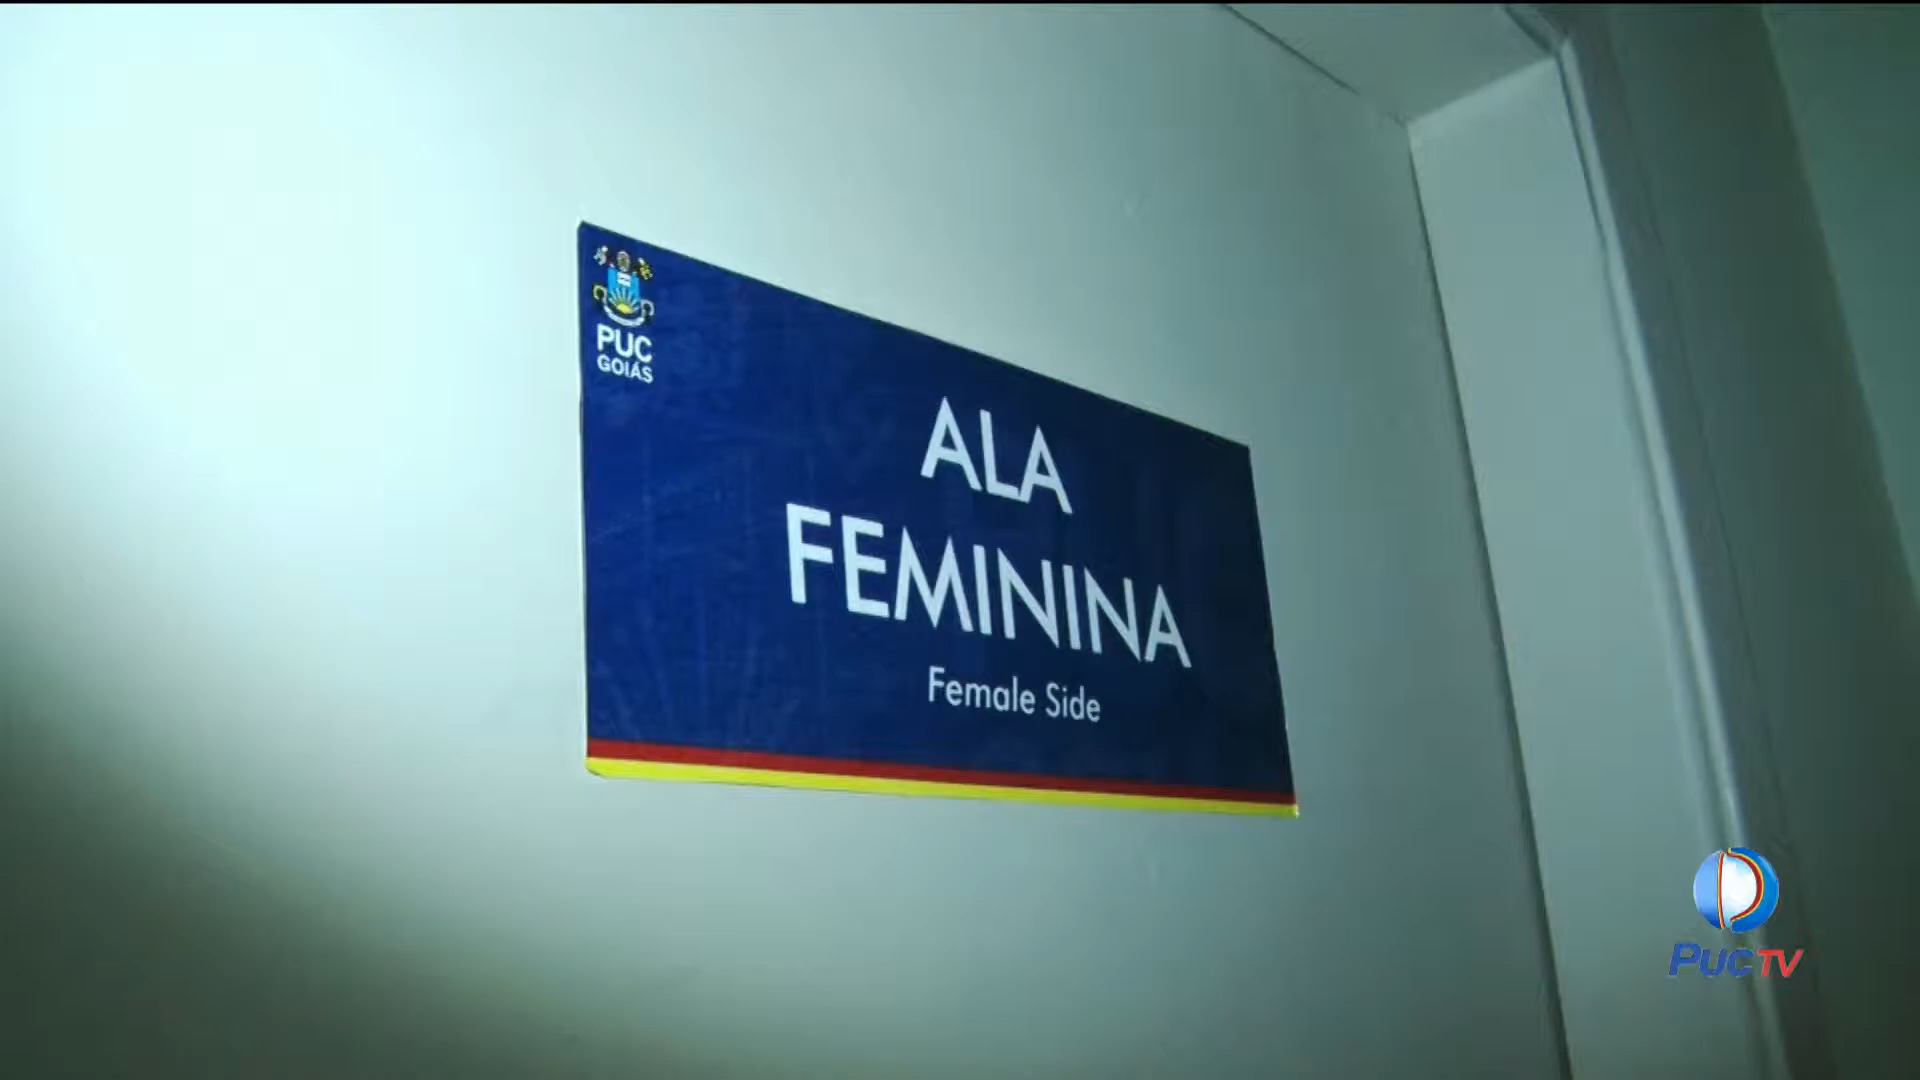 PUC
GOIÁS
ALA
FEMININA
Female Side
PUC TV